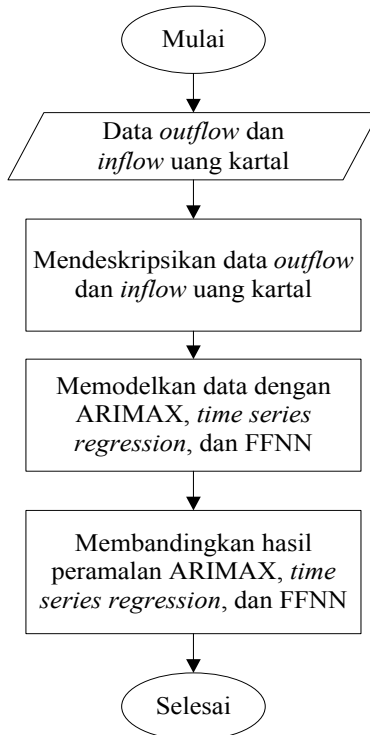 Mulai
Data outflow dan
inflow uang kartal
Mendeskripsikan data outflow
dan inflow uang kartal
Memodelkan data dengan
ARIMAX, time series
regression, dan FFNN
Membandingkan hasil
peramalan ARIMAX, time
series regression, dan FFNN
Selesai